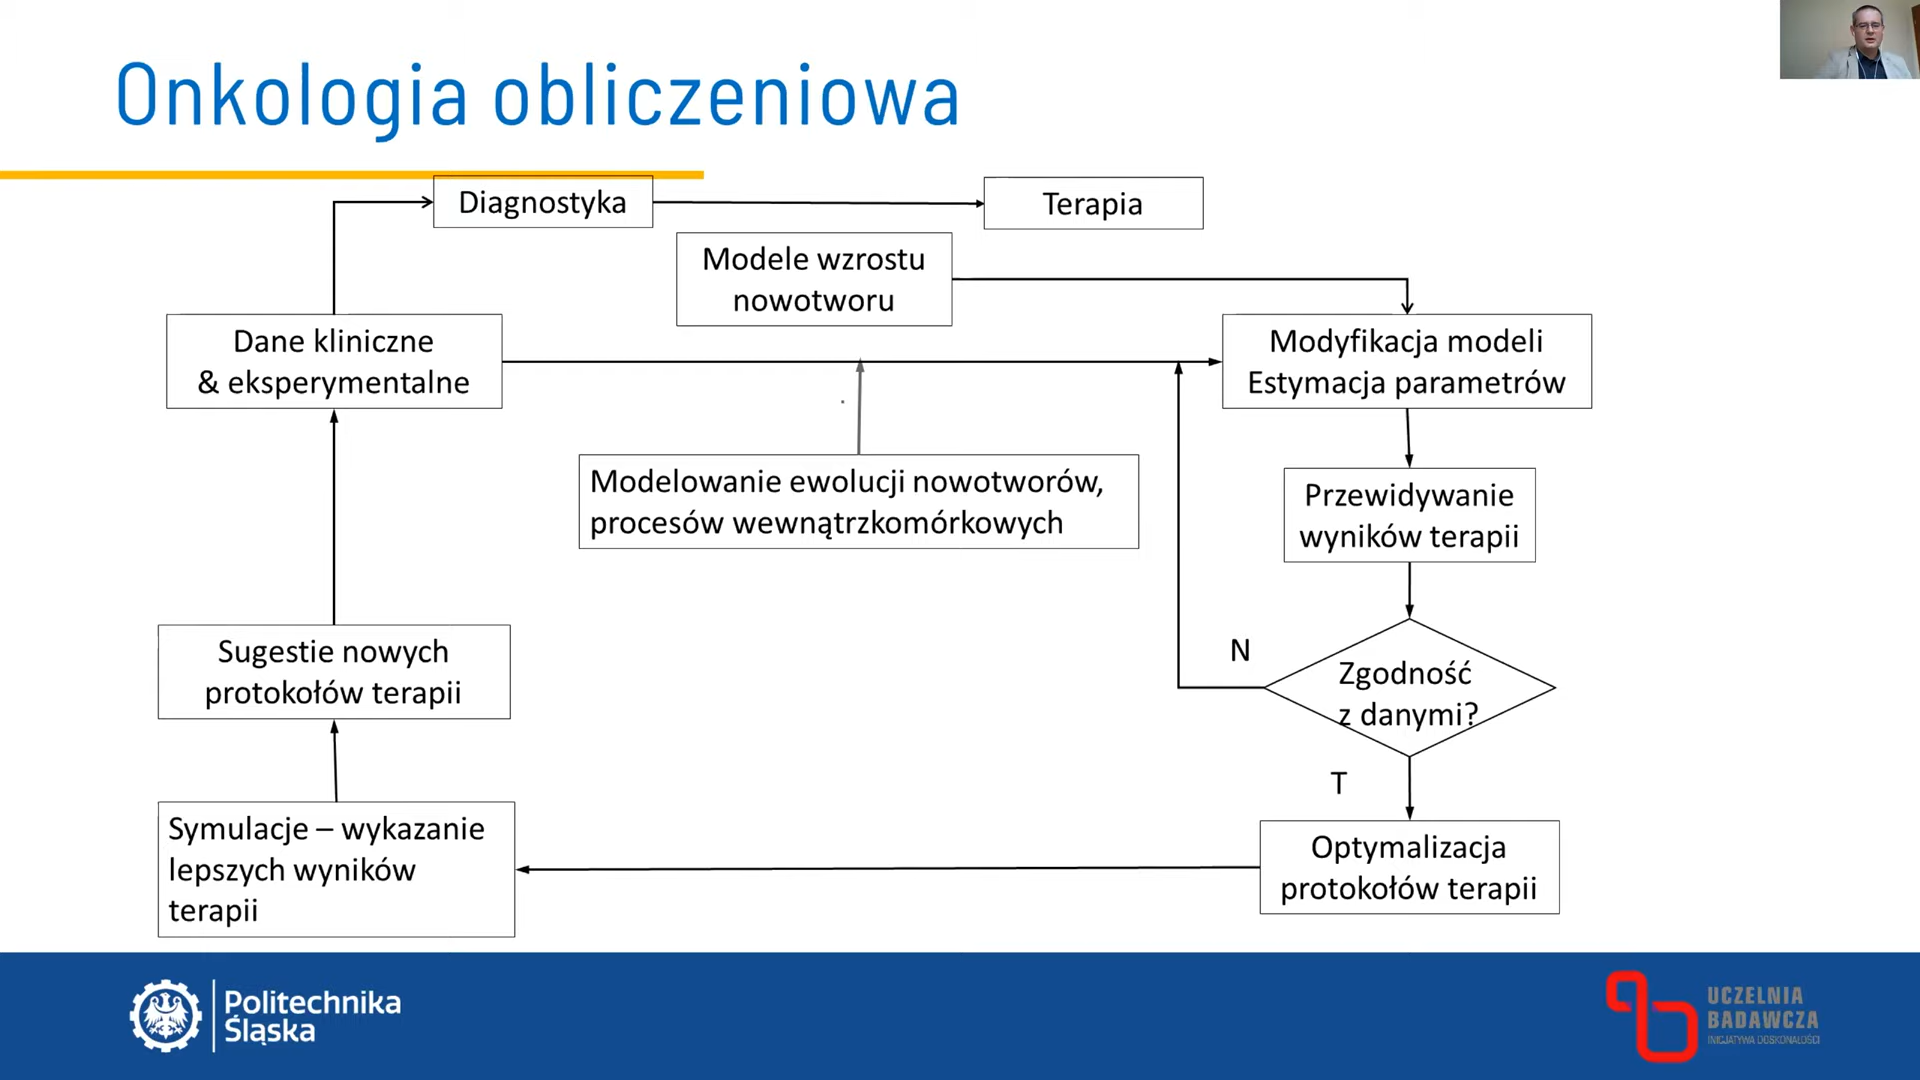 Onkologia obliczeniowa
Diagnostyka
Terapia
Modele wzrostu
nowotworu
Dane kliniczne
& eksperymentalne
Modyfikacja modeli
Estymacja parametrów
Modelowanie ewolucji nowotworów,
procesów wewnątrzkomórkowych
Przewidywanie
wyników terapii
Sugestie nowych
protokołów terapii
N
Zgodność
z danymi?
T
Symulacje – wykazanie
lepszych wyników
terapii
Optymalizacja
protokołów terapii
Politechnika
Śląska
UCZELNIA
BADAWCZA
INICJATYWA DOSKONAŁOŚCI